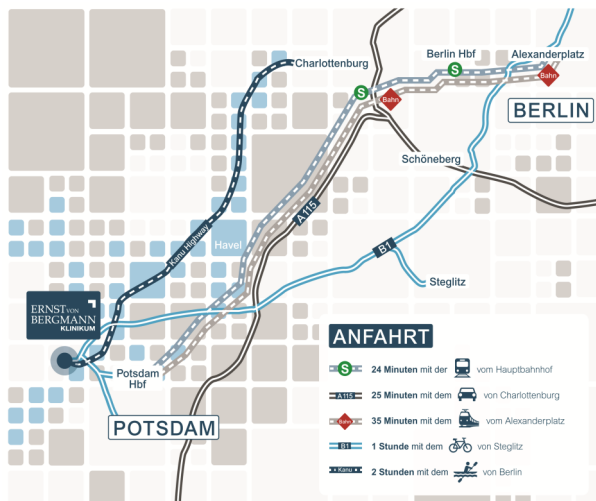 Charlottenburg
Berlin Hbf
Alexanderplatz
S
S
Bahn
Bahn
BERLIN
Schöneberg
A115
Kanu Highway
Havel
B1
Steglitz
ERNST VON
BERGMANN
KLINIKUM
Potsdam
Hbf
POTSDAM
ANFAHRT
S 24 Minuten mit der vom Hauptbahnhof
A115 25 Minuten mit dem von Charlottenburg
Bahn 35 Minuten mit dem vom Alexanderplatz
B1 1 Stunde mit dem von Steglitz
Kanu 2 Stunden mit dem von Berlin